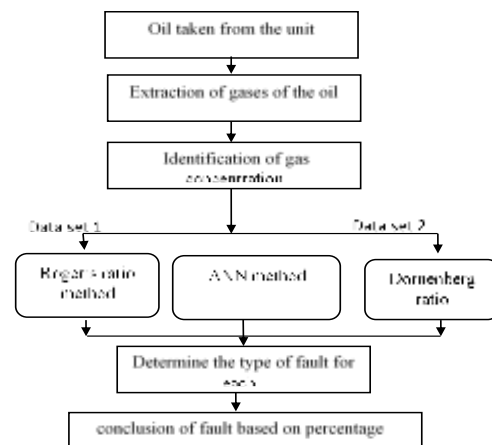 Oil taken from the unit
Extraction of gases of the oil
Identification of gas
concentration
Data set 1
Data set 2
Roger's ratio
method
ANN method
Dornenberg
ratio
Determine the type of fault for
each
conclusion of fault based on percentage